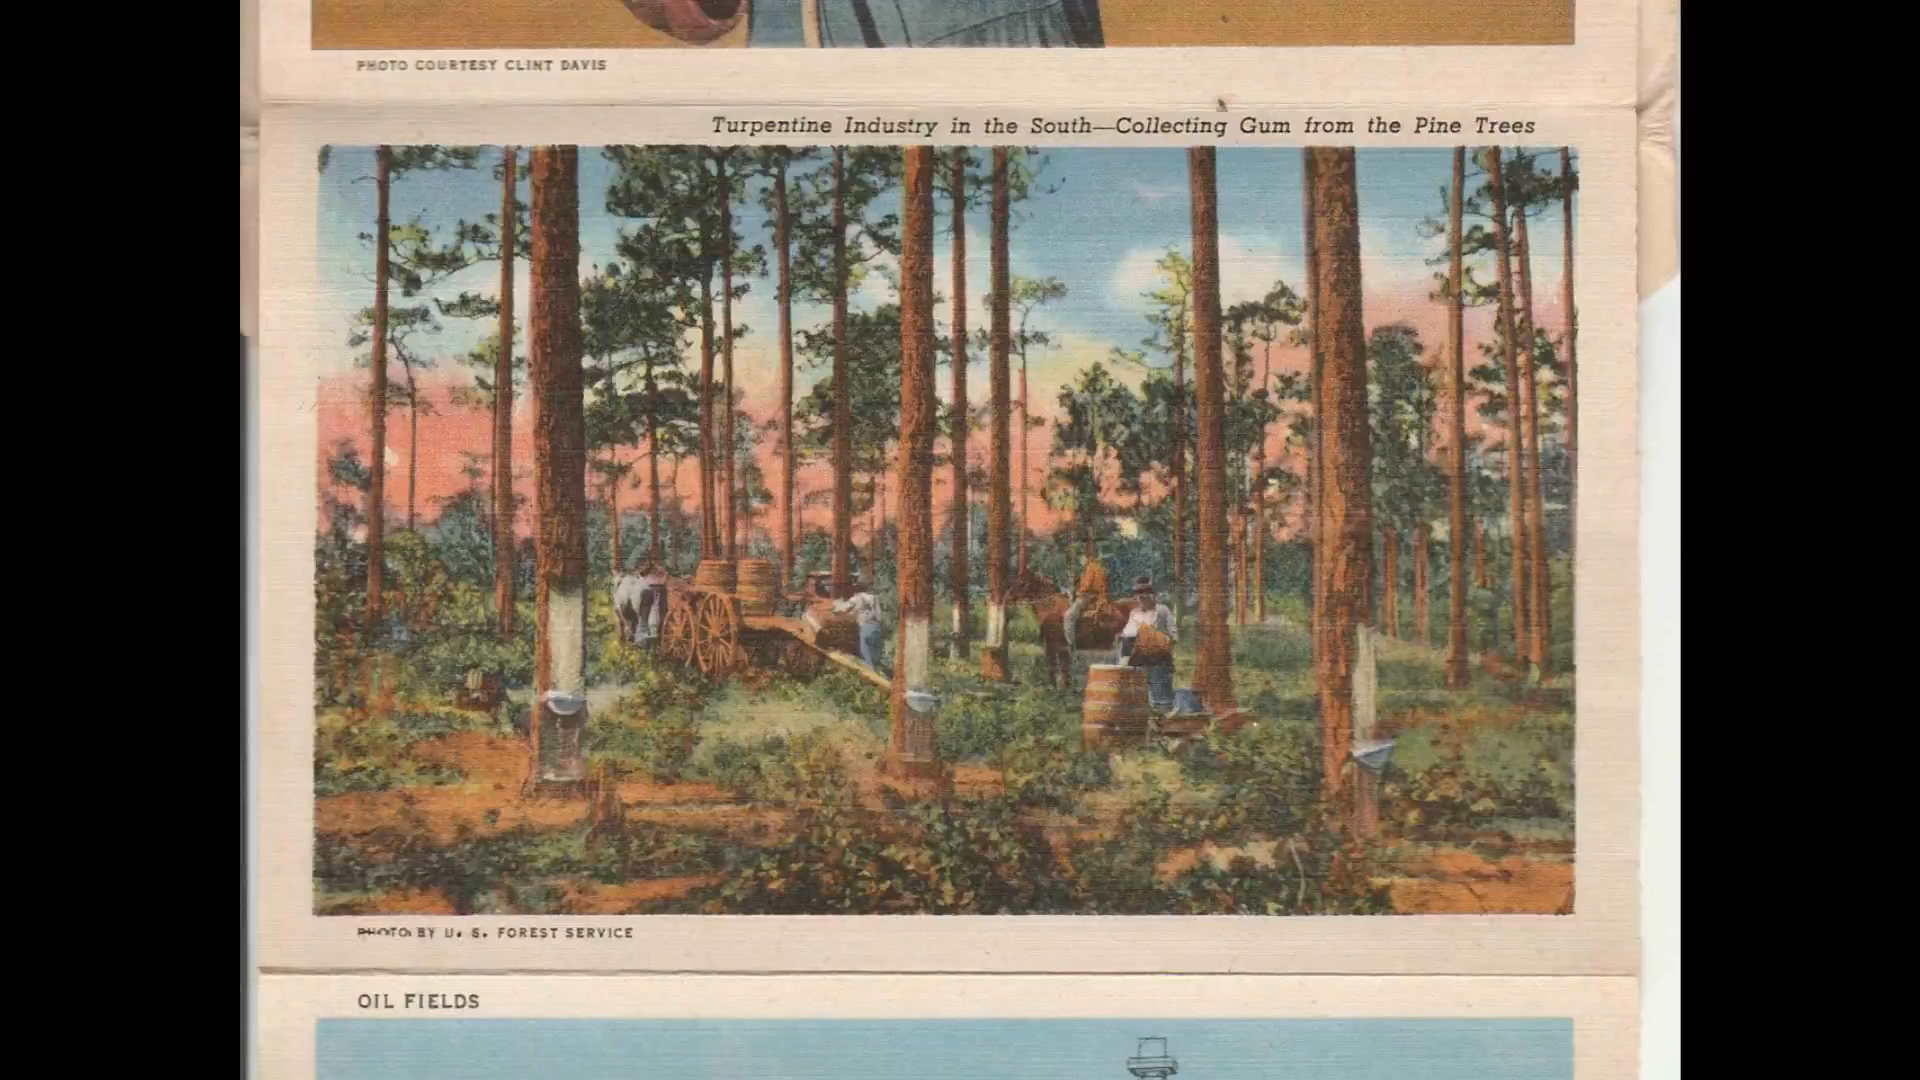 PHOTO COURTESY CLINT DAVIS
Turpentine Industry in the South—Collecting Gum from the Pine Trees
PHOTO BY U. S. FOREST SERVICE
OIL FIELDS